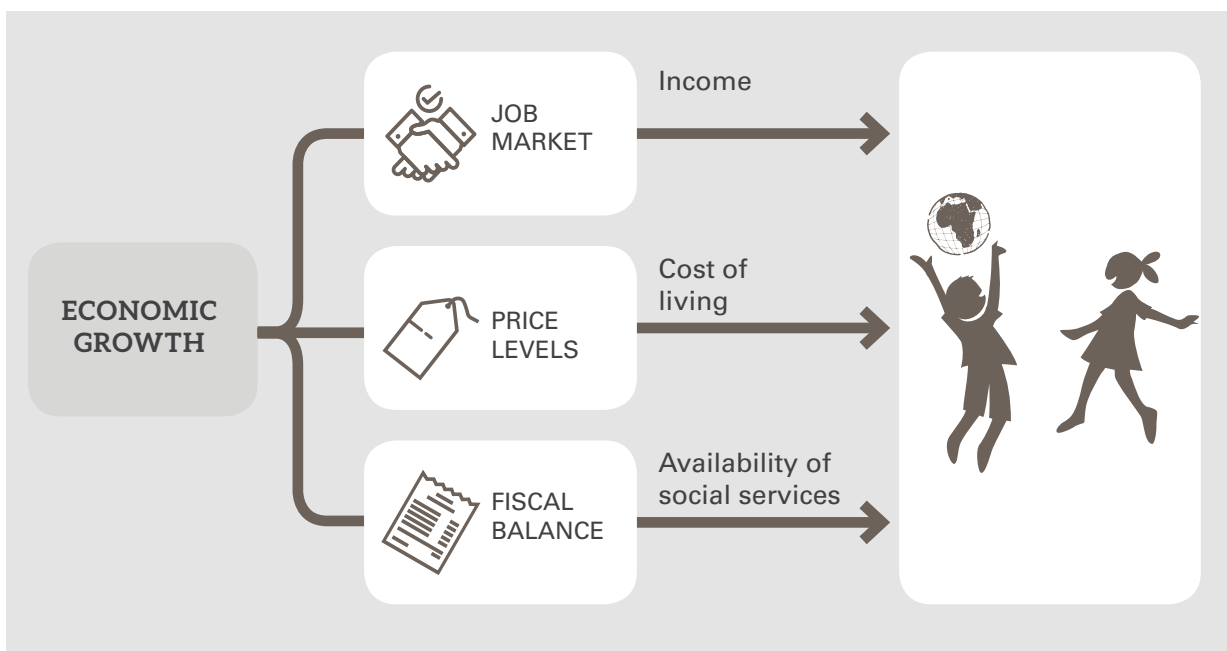 ECONOMIC
GROWTH
JOB
MARKET
Income
PRICE
LEVELS
Cost of
living
FISCAL
BALANCE
Availability of
social services